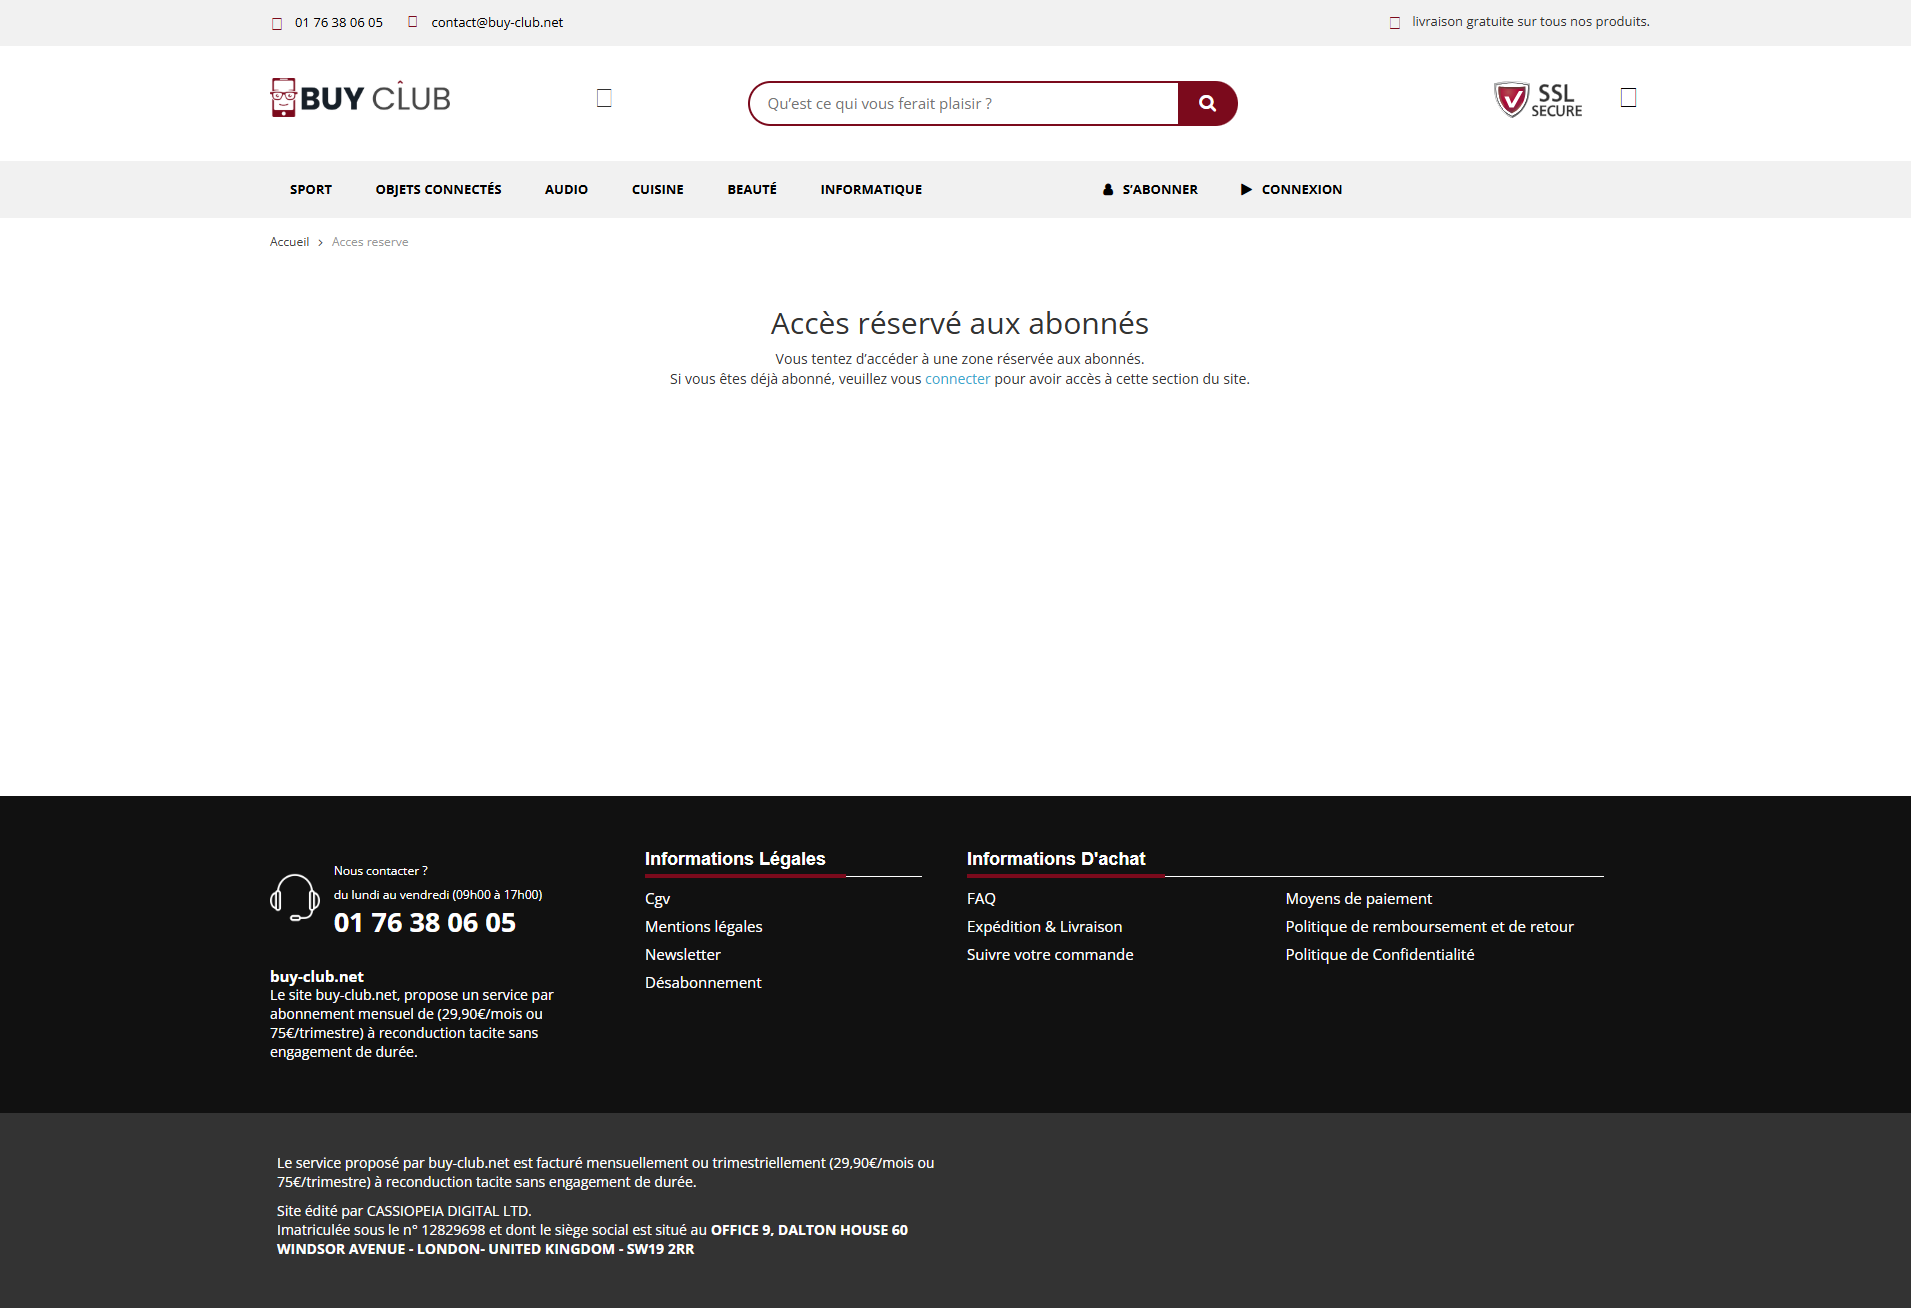 01 76 38 06 05
contact@buy-club.net
livraison gratuite sur tous nos produits.
BUY CLUB
Qu’est ce qui vous ferait plaisir ?
SSL
SECURE
SPORT
OBJETS CONNECTÉS
AUDIO
CUISINE
BEAUTÉ
INFORMATIQUE
S’ABONNER
CONNEXION
Accueil
Acces reserve
Accès réservé aux abonnés
Vous tentez d’accéder à une zone réservée aux abonnés.
Si vous êtes déjà abonné, veuillez vous connecter pour avoir accès à cette section du site.
Nous contacter ?
du lundi au vendredi (09h00 à 17h00)
01 76 38 06 05
buy-club.net
Le site buy-club.net, propose un service par
abonnement mensuel de (29,90€/mois ou
75€/trimestre) à reconduction tacite sans
engagement de durée.
Informations Légales
Cgv
Mentions légales
Newsletter
Désabonnement
Informations D'achat
FAQ
Expédition & Livraison
Suivre votre commande
Moyens de paiement
Politique de remboursement et de retour
Politique de Confidentialité
Le service proposé par buy-club.net est facturé mensuellement ou trimestriellement (29,90€/mois ou
75€/trimestre) à reconduction tacite sans engagement de durée.
Site édité par CASSIOPEIA DIGITAL LTD.
Imatriculée sous le n° 12829698 et dont le siège social est situé au OFFICE 9, DALTON HOUSE 60
WINDSOR AVENUE - LONDON- UNITED KINGDOM - SW19 2RR